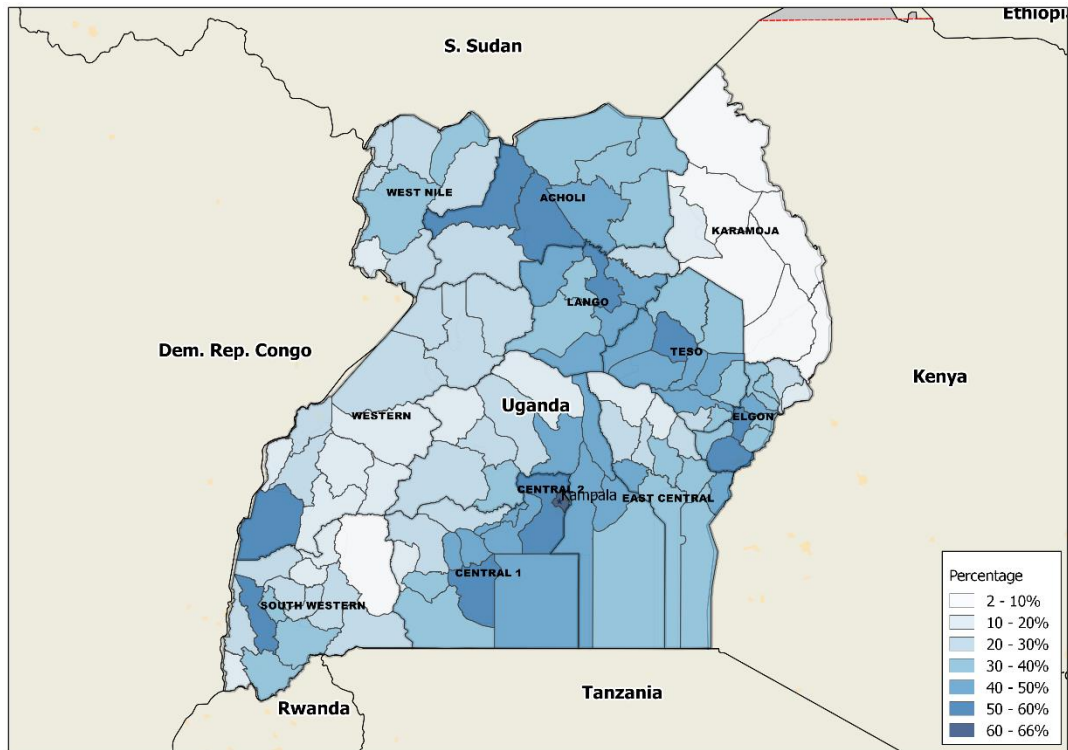 Ethiopi
S. Sudan
WEST NILE
ACHOLI
KARAMOJA
LANGO
Dem. Rep. Congo
TESO
Kenya
WESTERN
Uganda
ELGON
CENTRAL 2
Kampala
EAST CENTRAL
CENTRAL 1
SOUTH WESTERN
Rwanda
Tanzania
Percentage
2 - 10%
10 - 20%
20 - 30%
30 - 40%
40 - 50%
50 - 60%
60 - 66%